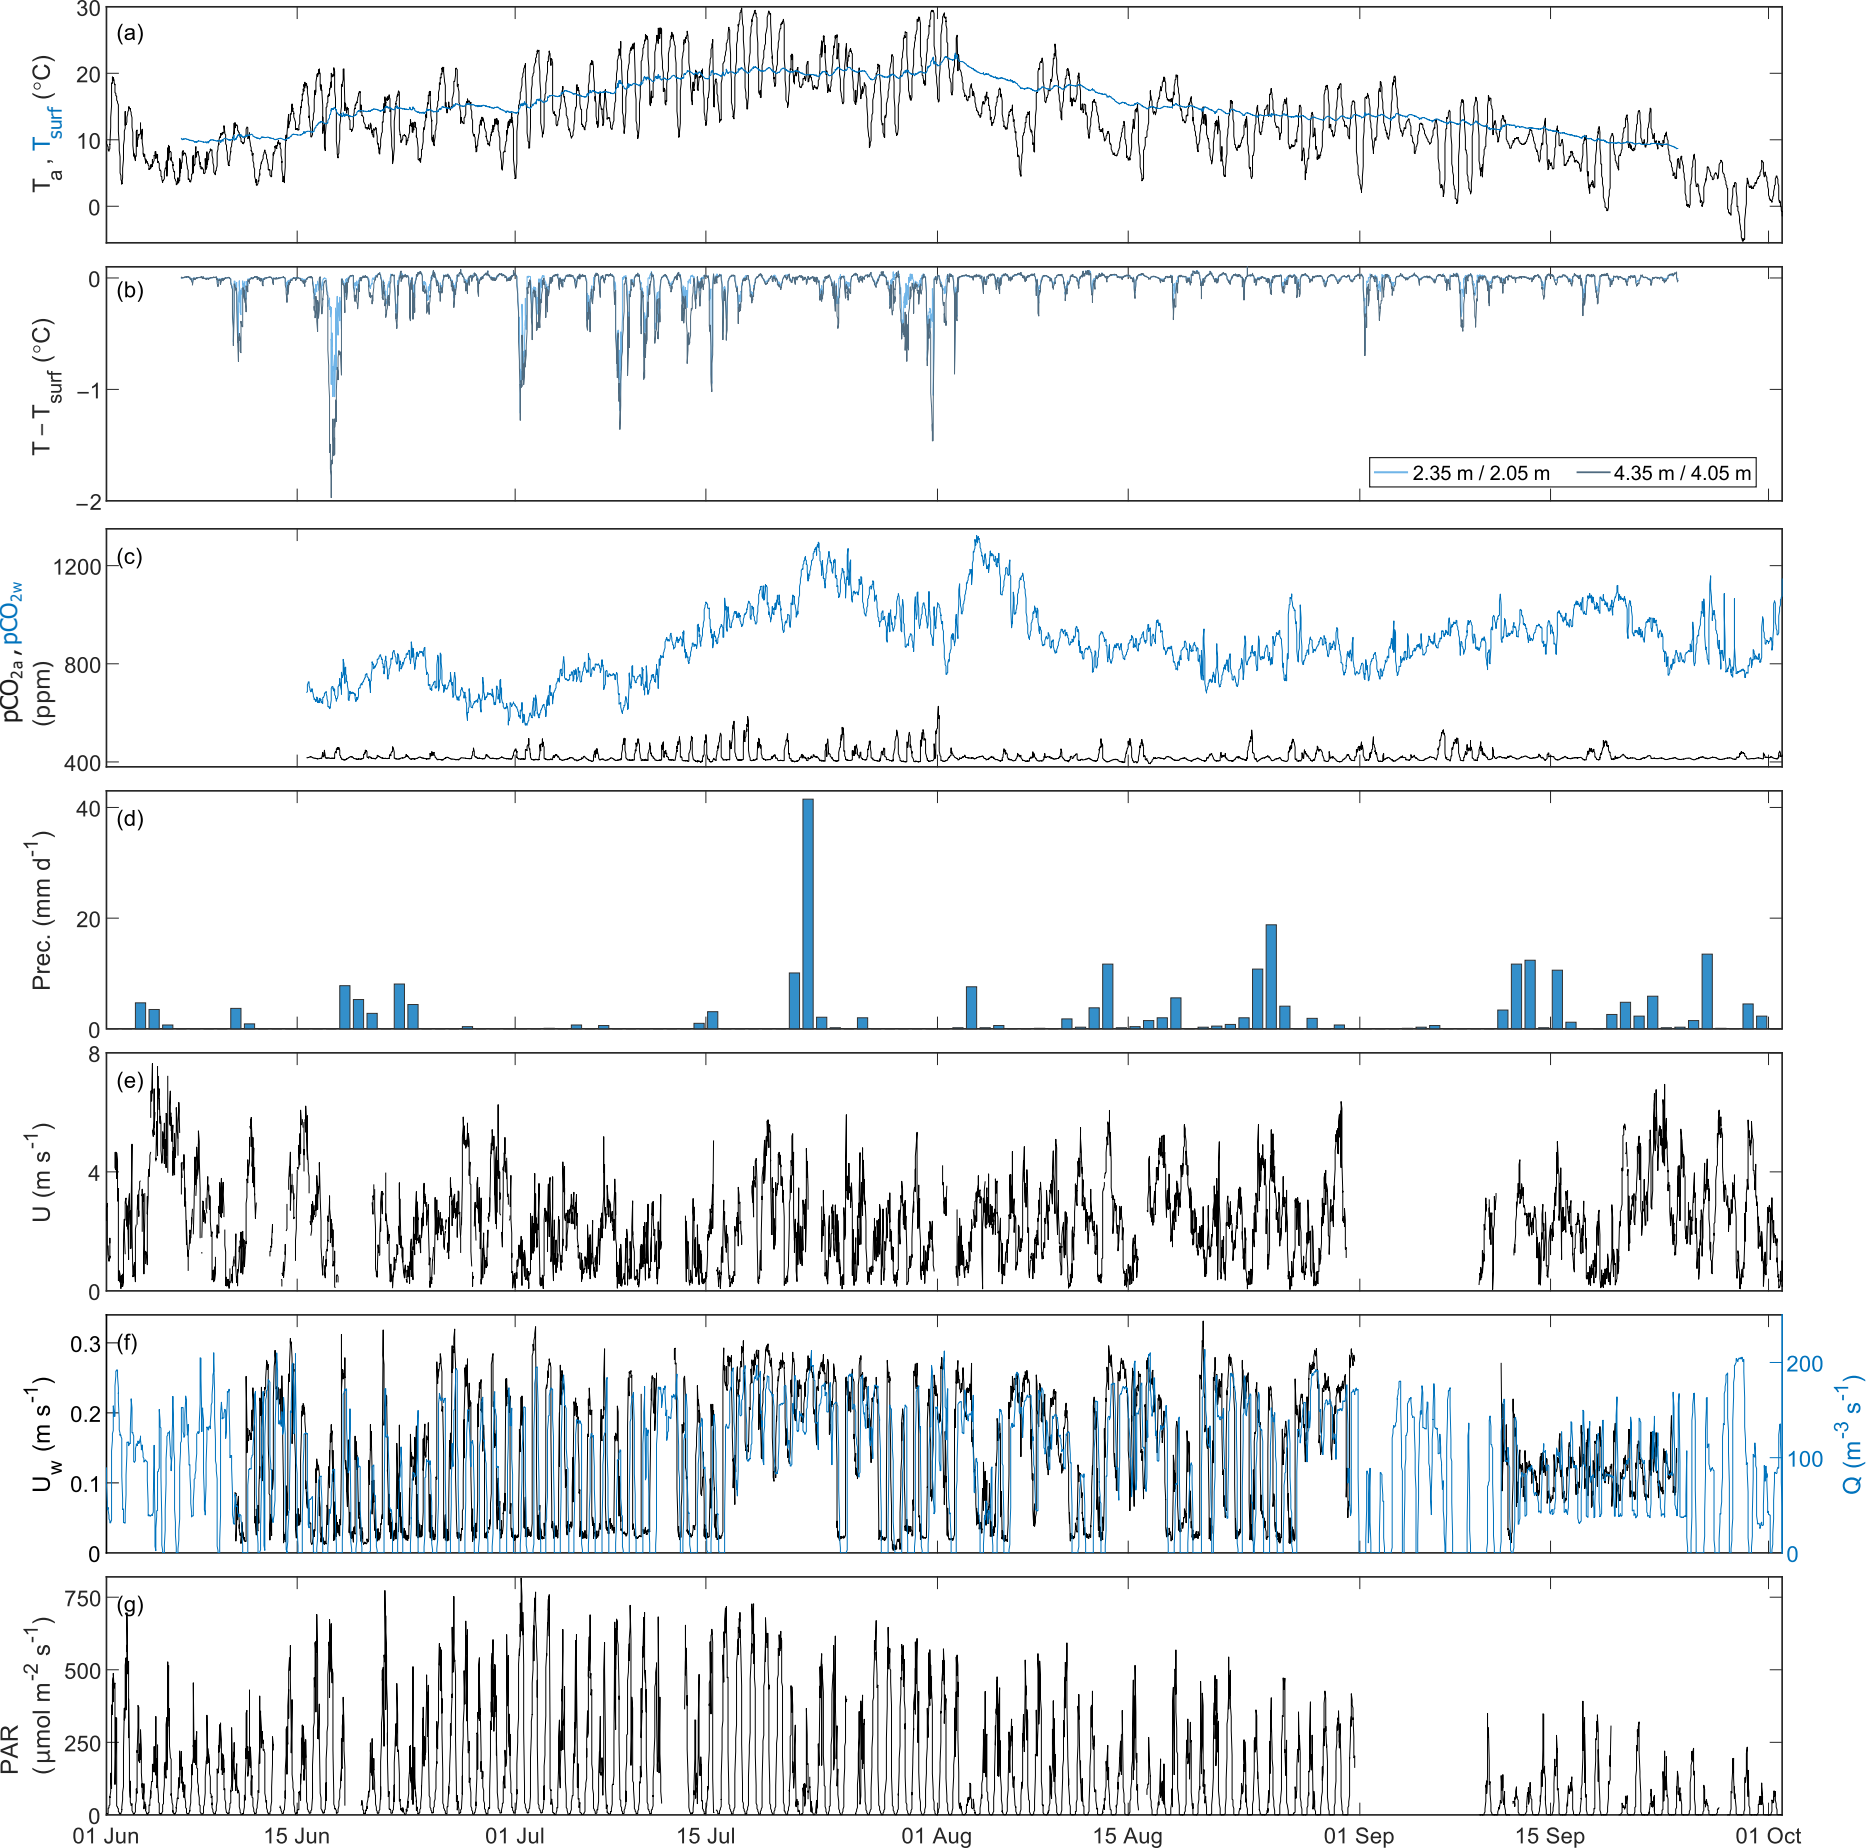 (a)
30
20
10
0
Ta , Tsurf (°C)
(b)
0
−1
−2
T − Tsurf (°C)
2.35 m / 2.05 m
4.35 m / 4.05 m
(c)
1200
800
400
pCO2a , pCO2w
(ppm)
(d)
40
20
0
Prec. (mm d-1)
(e)
8
4
0
U (m s-1)
(f)
0.3
0.2
0.1
0
Uw (m s-1)
200
100
0
Q (m-3 s-1)
(g)
750
500
250
0
PAR
(µmol m-2 s-1)
01 Jun
15 Jun
01 Jul
15 Jul
01 Aug
15 Aug
01 Sep
15 Sep
01 Oct